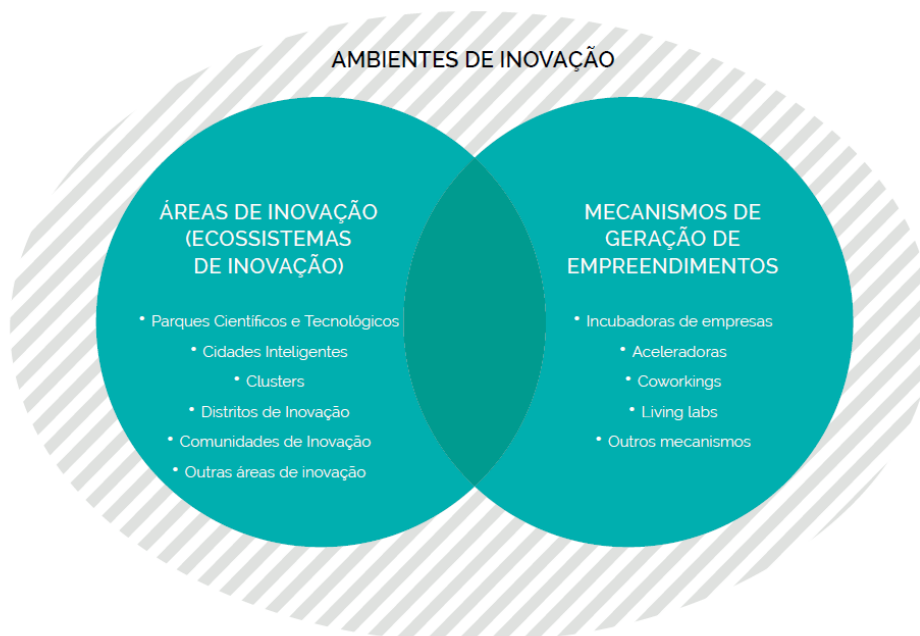 AMBIENTES DE INOVAÇÃO
ÁREAS DE INOVAÇÃO
(ECOSSISTEMAS
DE INOVAÇÃO)
• Parques Científicos e Tecnológicos
• Cidades Inteligentes
• Clusters
• Distritos de Inovação
• Comunidades de Inovação
• Outras áreas de inovação
MECANISMOS DE
GERAÇÃO DE
EMPREENDIMENTOS
• Incubadoras de empresas
• Aceleradoras
• Coworkings
• Living labs
• Outros mecanismos